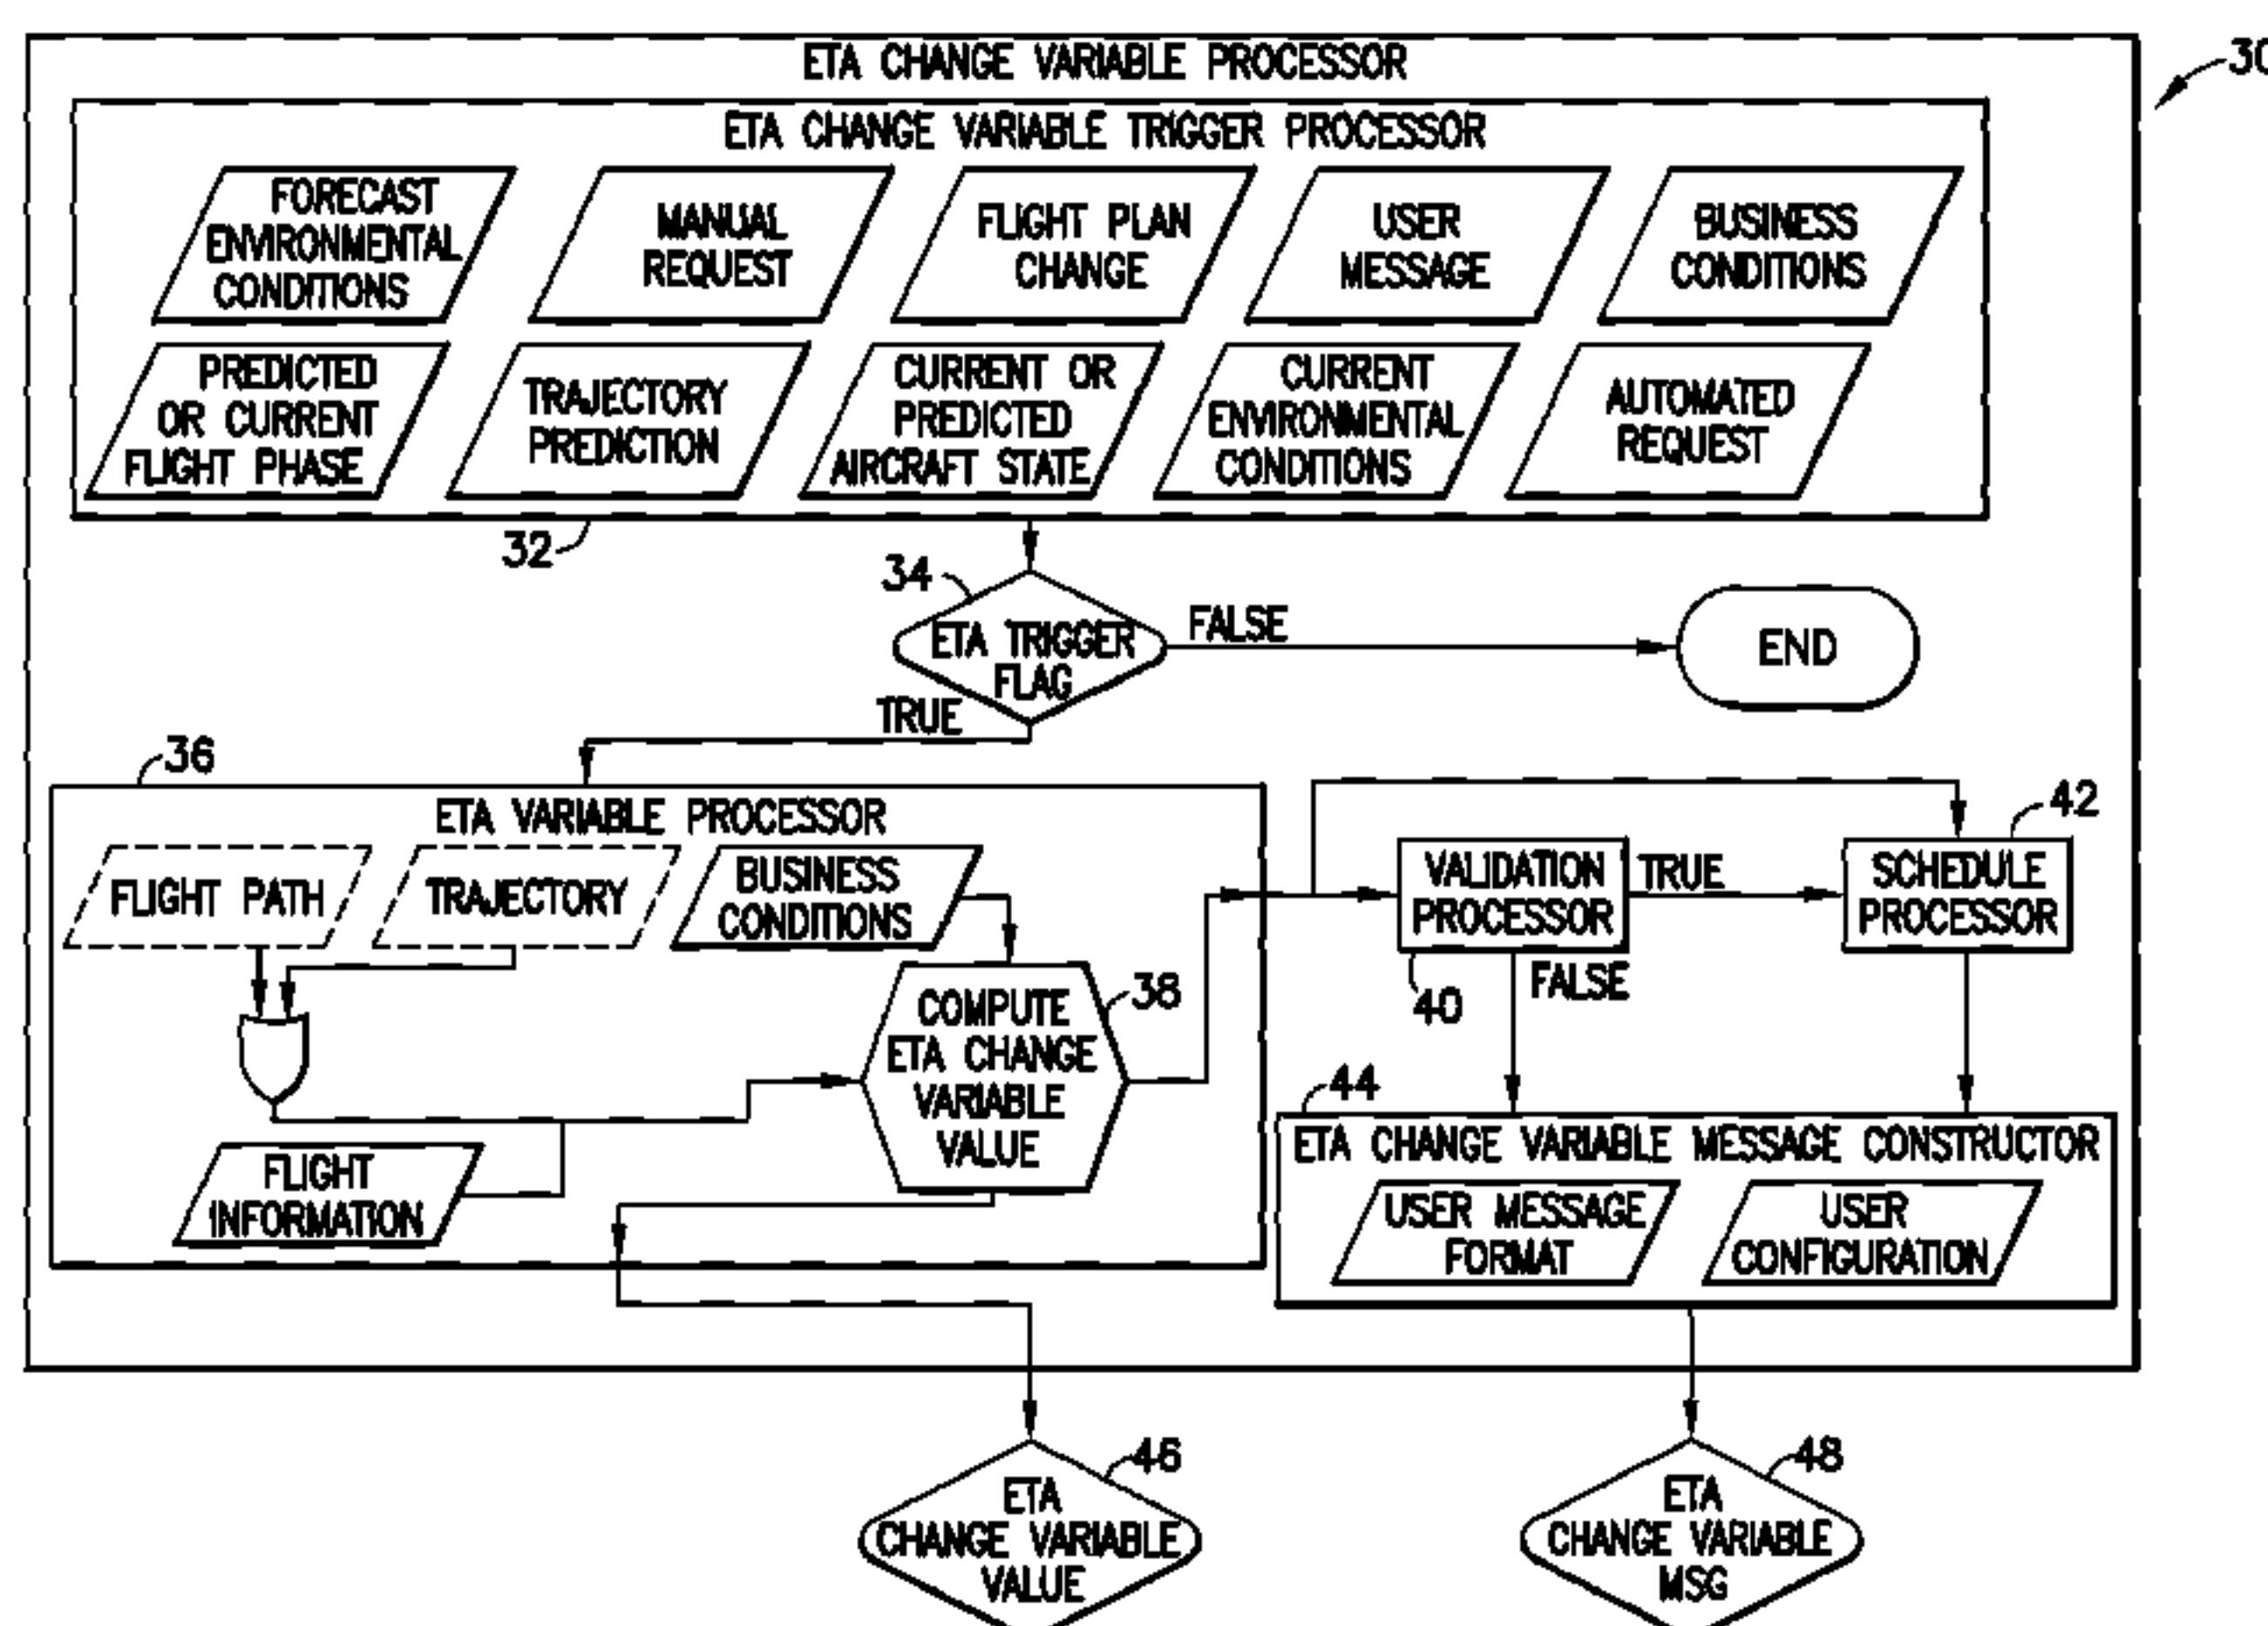 ETA CHANGE VARIABLE PROCESSOR
30
ETA CHANGE VARIABLE TRIGGER PROCESSOR
FORECAST
ENVIRONMENTAL
CONDITIONS
MANUAL
REQUEST
FLIGHT PLAN
CHANGE
USER
MESSAGE
BUSINESS
CONDITIONS
PREDICTED
OR CURRENT
FLIGHT PHASE
TRAJECTORY
PREDICTION
CURRENT OR
PREDICTED
AIRCRAFT STATE
CURRENT
ENVIRONMENTAL
CONDITIONS
AUTOMATED
REQUEST
32
34
ETA TRIGGER
FLAG
FALSE
END
TRUE
36
ETA VARIABLE PROCESSOR
FLIGHT PATH
TRAJECTORY
BUSINESS
CONDITIONS
COMPUTE
ETA CHANGE
VARIABLE
VALUE
38
FLIGHT
INFORMATION
VALIDATION
PROCESSOR
40
TRUE
FALSE
SCHEDULE
PROCESSOR
42
44
ETA CHANGE VARIABLE MESSAGE CONSTRUCTOR
USER MESSAGE
FORMAT
USER
CONFIGURATION
46
ETA
CHANGE VARIABLE
VALUE
48
ETA
CHANGE VARIABLE
MSG